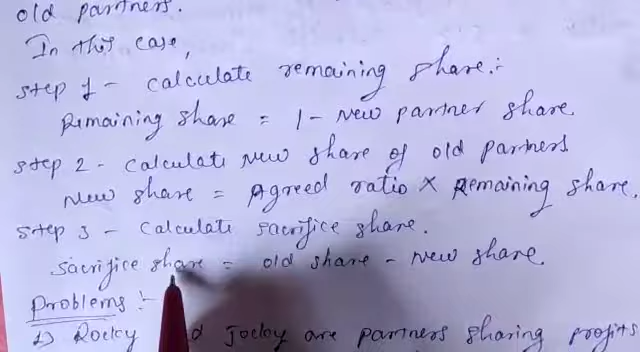 old partners.
In this case,
Step 1 - calculate remaining share :-
Remaining share = 1 - New partner share.
Step 2 - calculate New share of old partners
New share = Agreed ratio × Remaining share.
Step 3 - calculate sacrifice share.
Sacrifice share = old share - New share.
Problems :-
1) Rocky Jocky are partners sharing profits